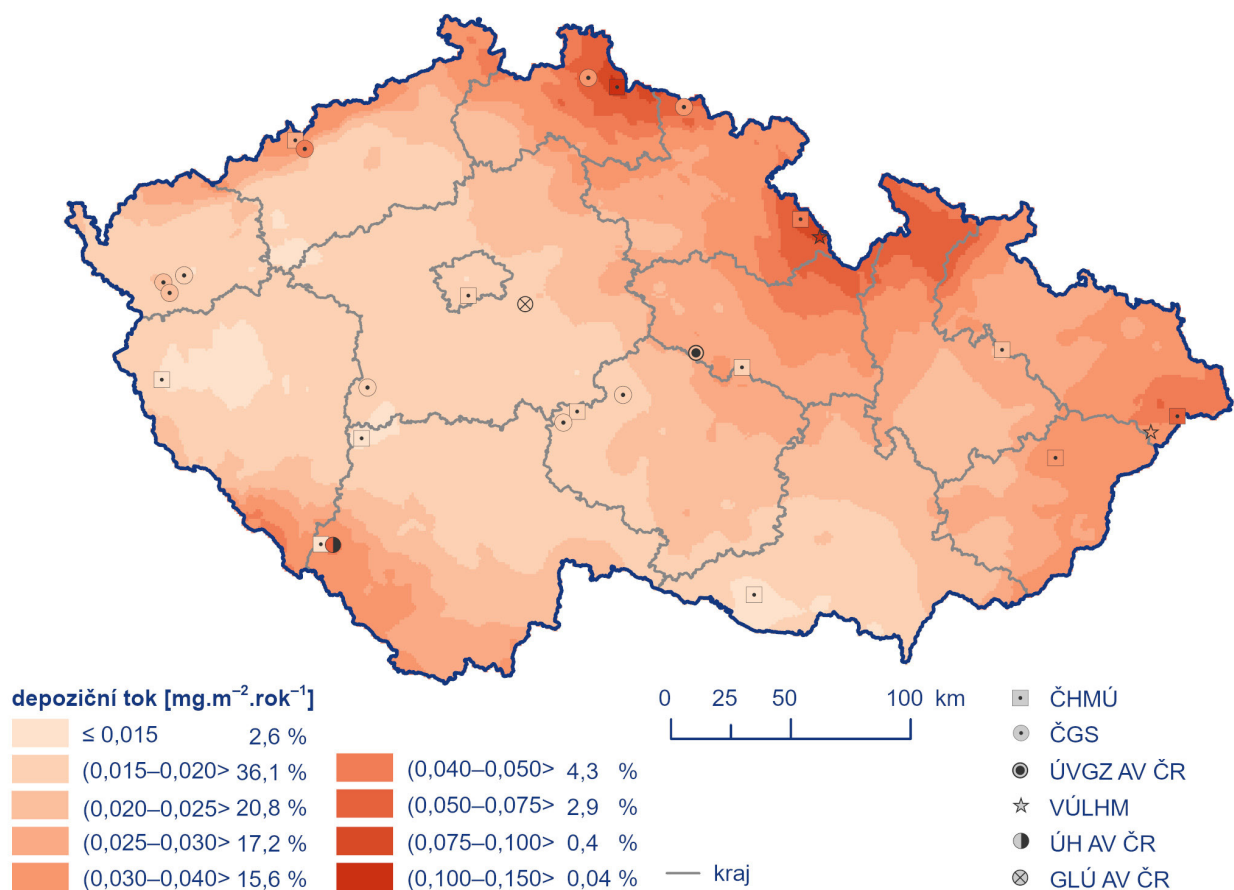 depoziční tok [mg.m⁻².rok⁻¹]
≤ 0,015 2,6 %
(0,015–0,020> 36,1 %
(0,020–0,025> 20,8 %
(0,025–0,030> 17,2 %
(0,030–0,040> 15,6 %
(0,040–0,050> 4,3 %
(0,050–0,075> 2,9 %
(0,075–0,100> 0,4 %
(0,100–0,150> 0,04 %
0 25 50 100 km
kraj
ČHMÚ
ČGS
ÚVGZ AV ČR
VÚLHM
ÚH AV ČR
GLÚ AV ČR